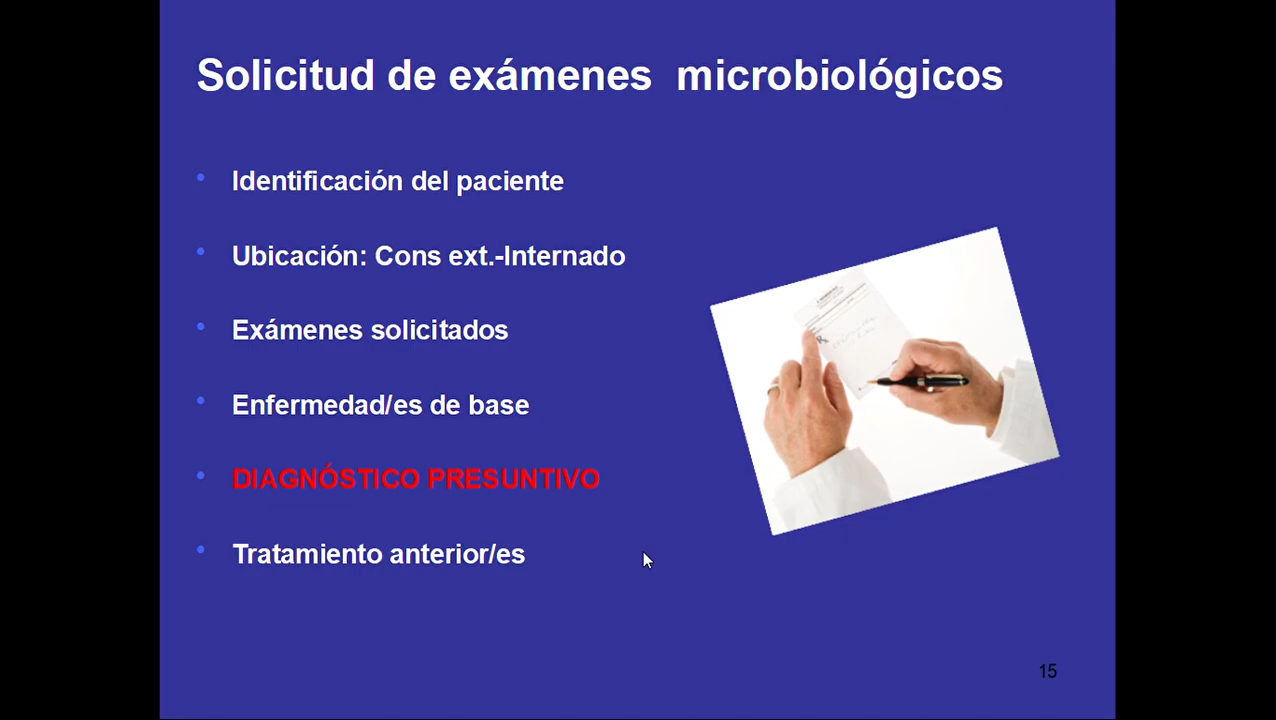 Solicitud de exámenes microbiológicos
• Identificación del paciente
• Ubicación: Cons ext.-Internado
• Exámenes solicitados
• Enfermedad/es de base
• DIAGNÓSTICO PRESUNTIVO
• Tratamiento anterior/es
15